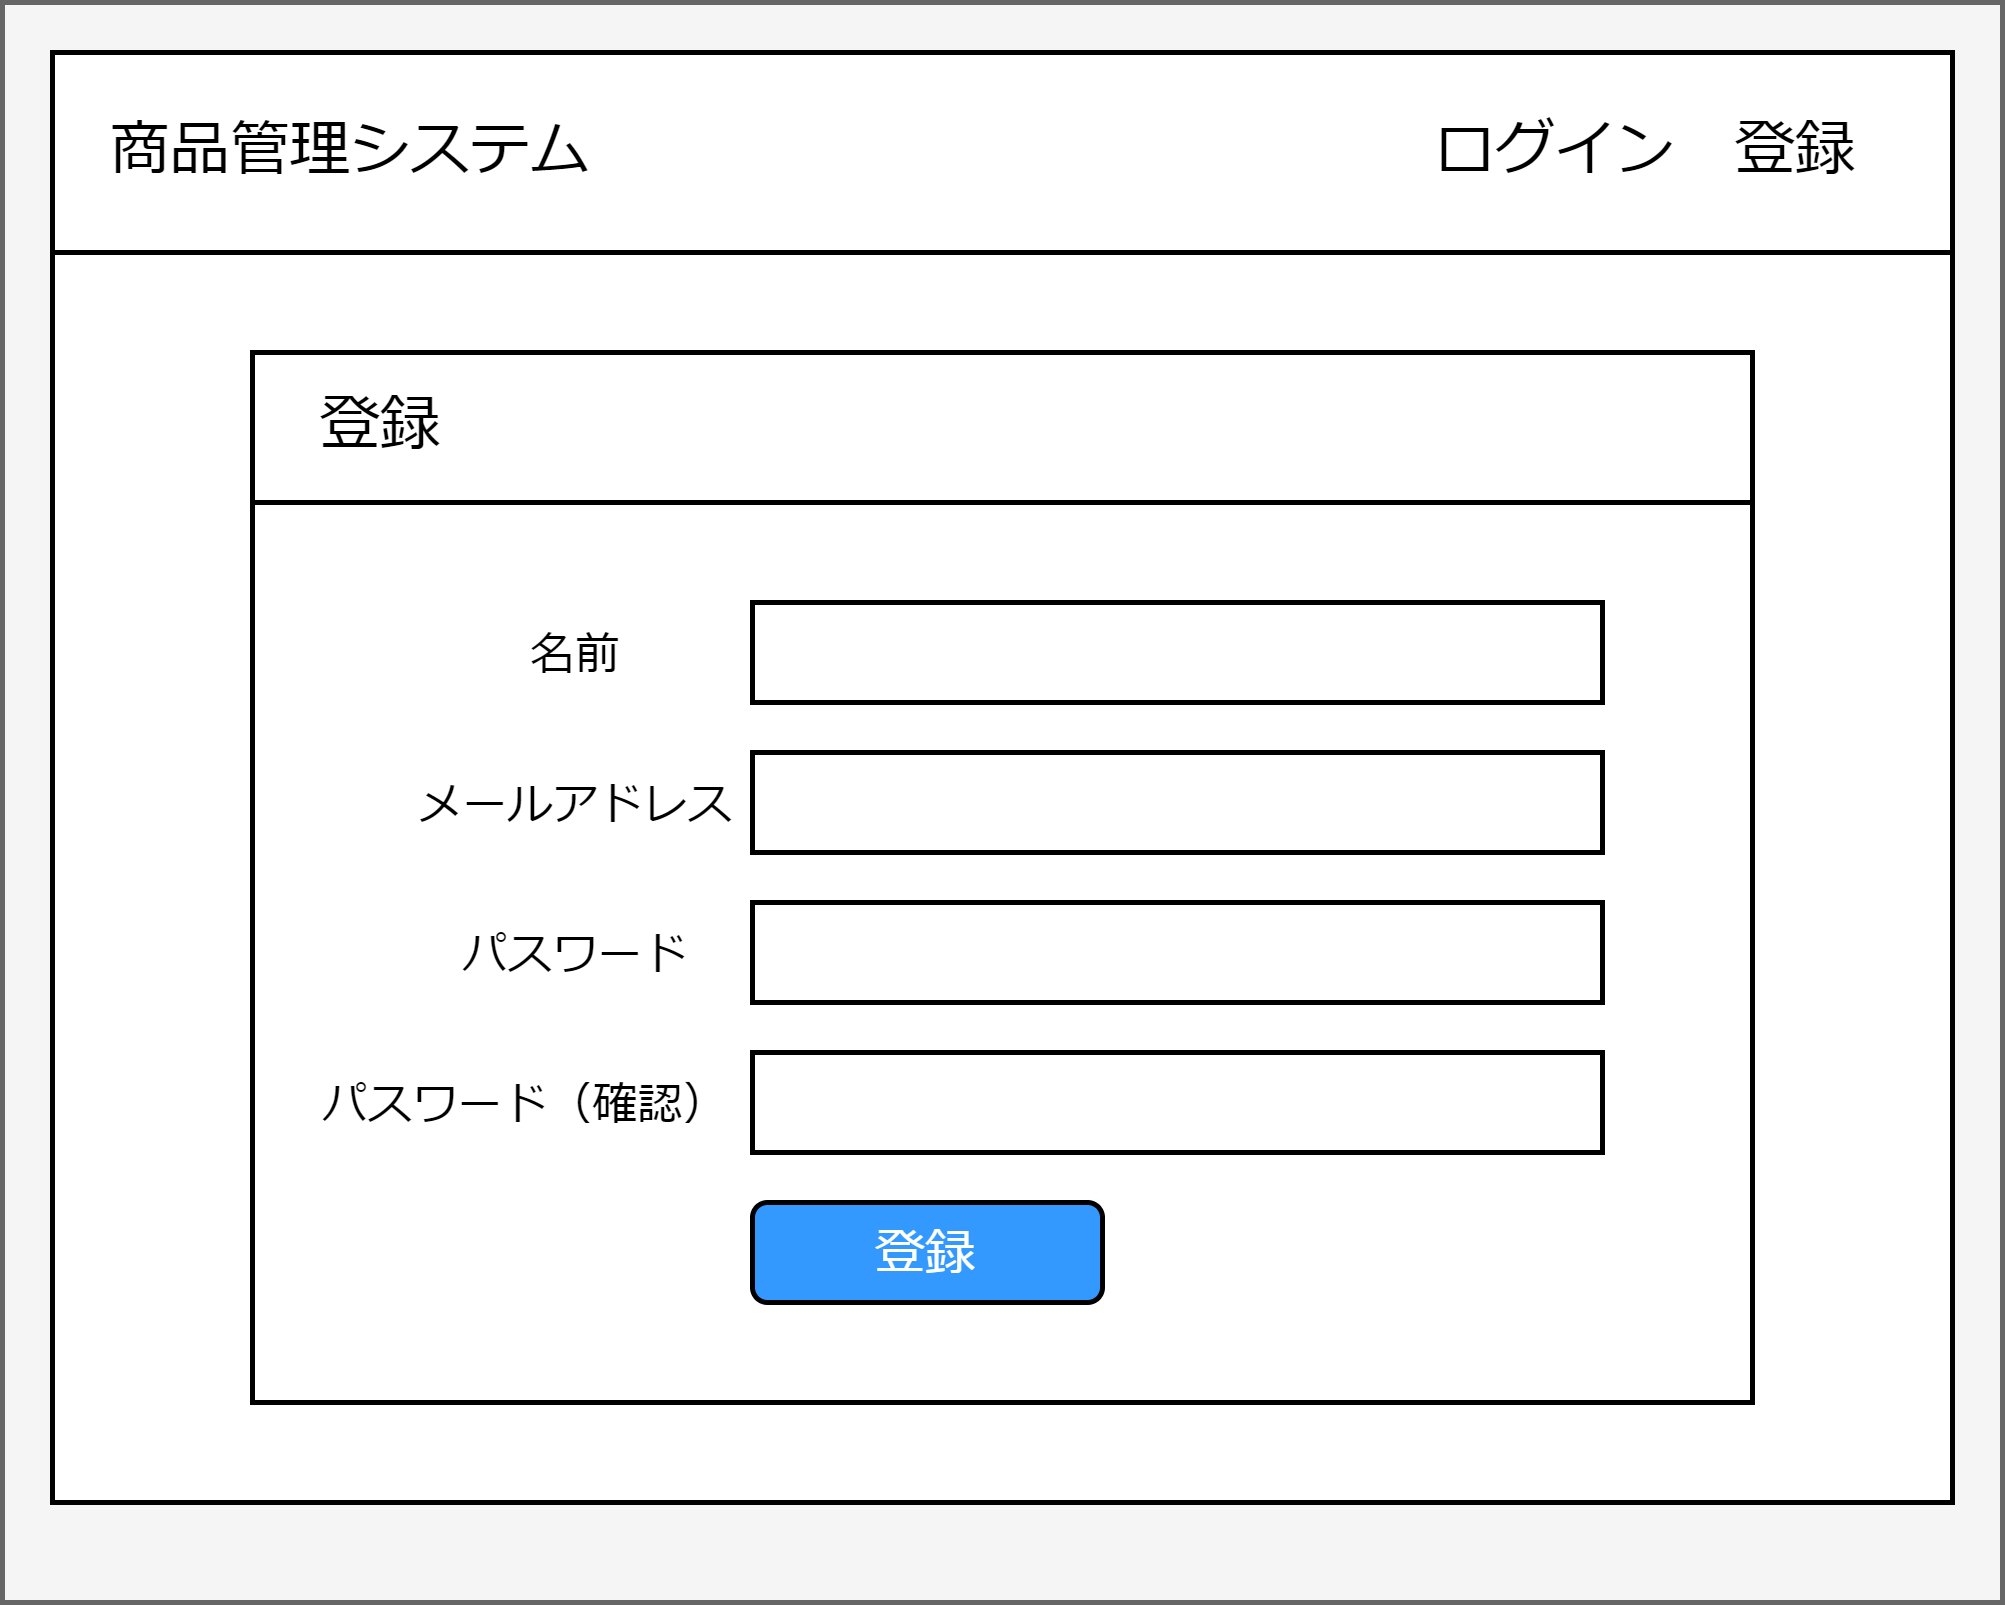 商品管理システム
ログイン　登録
登録
名前
メールアドレス
パスワード
パスワード（確認）
登録